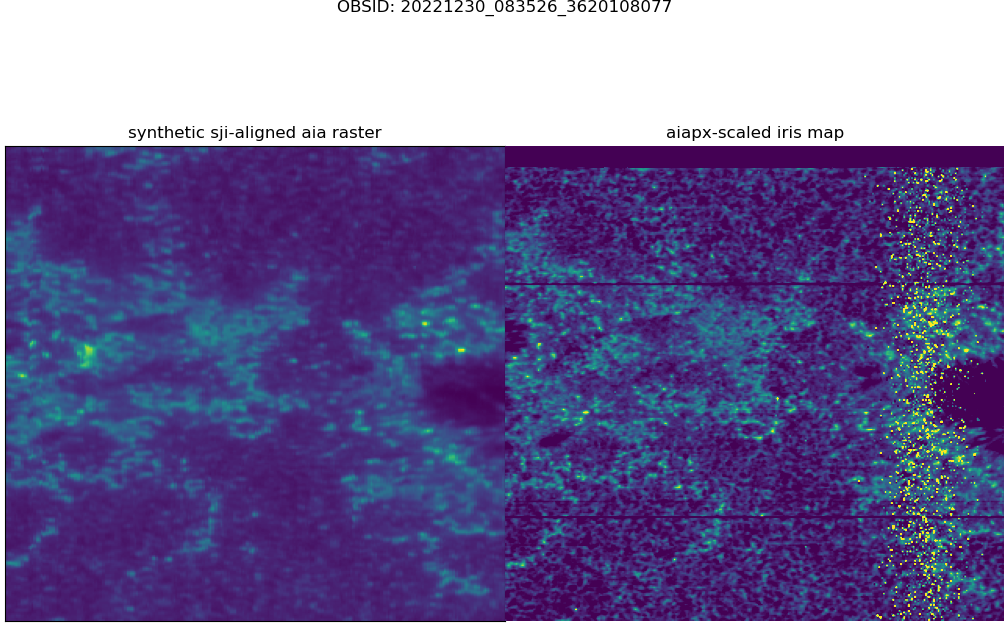 OBSID: 20221230_083526_3620108077
synthetic sji-aligned aia raster
aiapx-scaled iris map